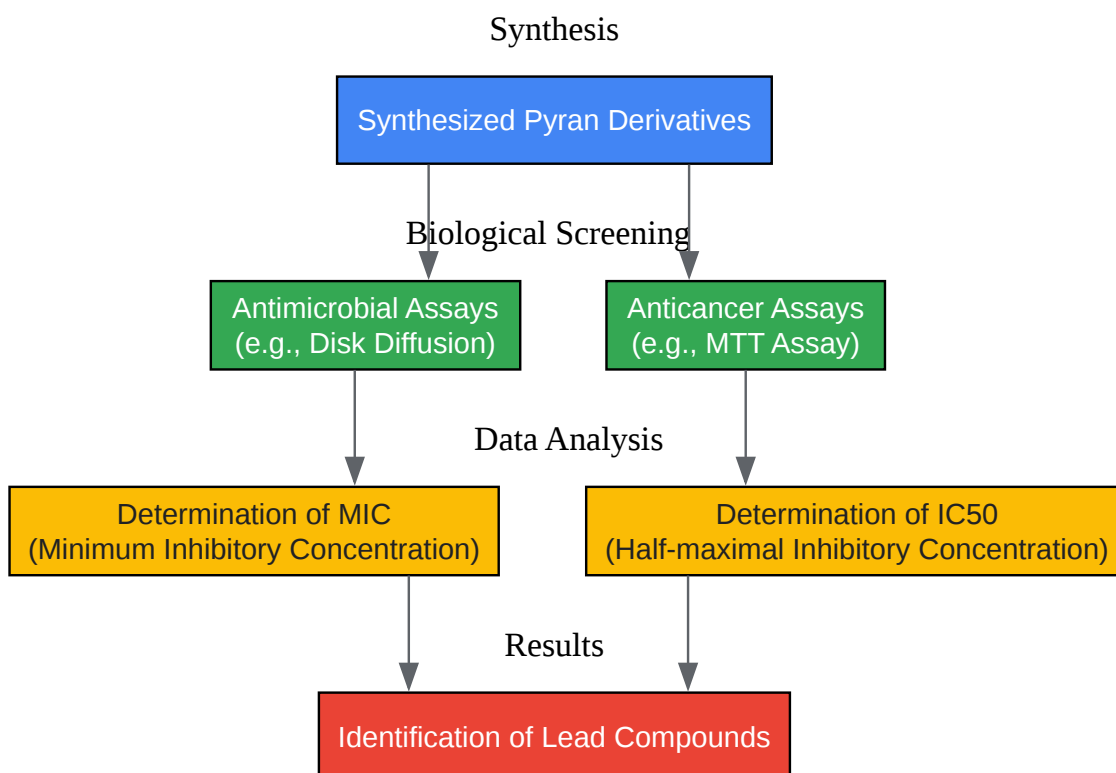 Synthesis
Synthesized Pyran Derivatives
Biological Screening
Antimicrobial Assays
(e.g., Disk Diffusion)
Anticancer Assays
(e.g., MTT Assay)
Data Analysis
Determination of MIC
(Minimum Inhibitory Concentration)
Determination of IC50
(Half-maximal Inhibitory Concentration)
Results
Identification of Lead Compounds